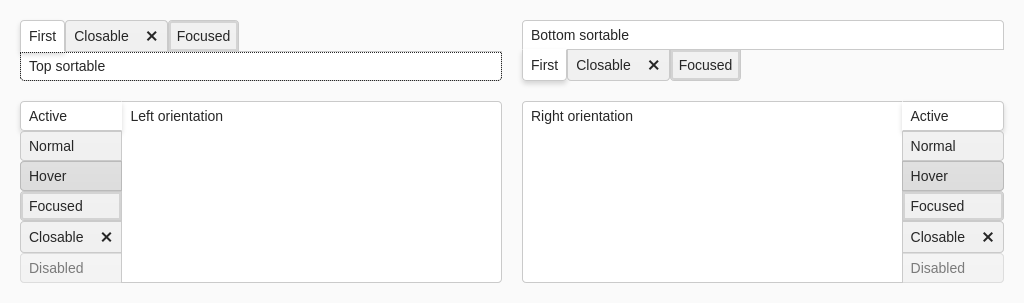 First Closable ✕ Focused
Top sortable
Bottom sortable
First Closable ✕ Focused
Active
Normal
Hover
Focused
Closable ✕
Disabled
Left orientation
Right orientation
Active
Normal
Hover
Focused
Closable ✕
Disabled